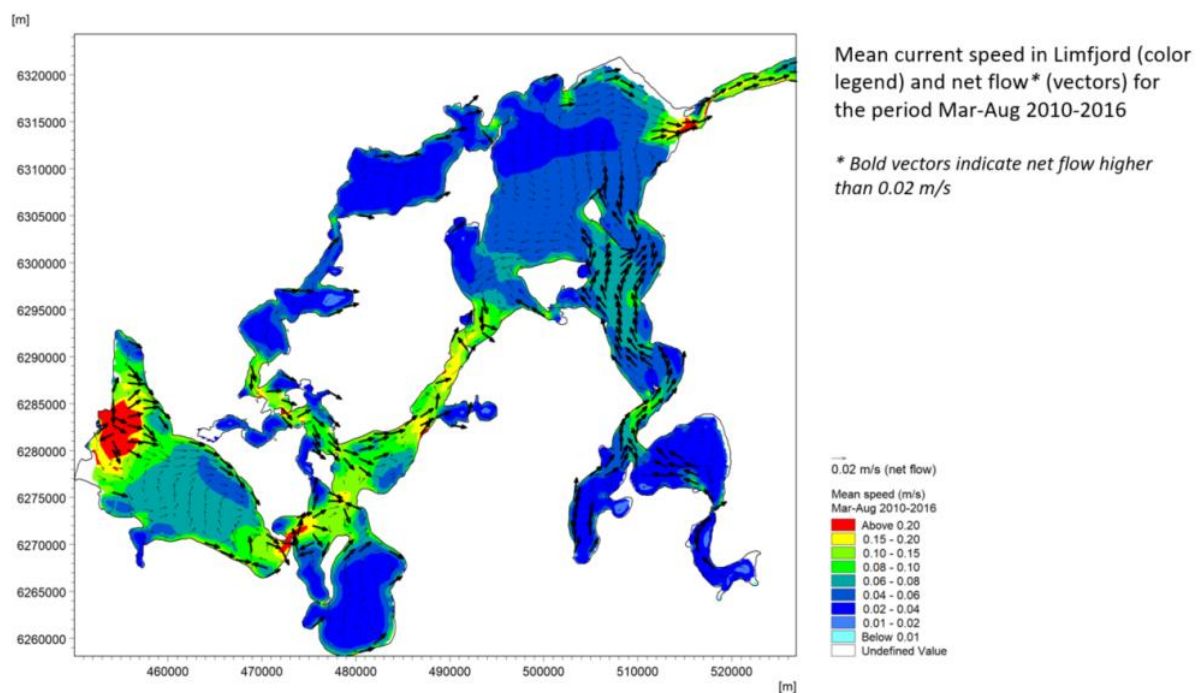 [m]
Mean current speed in Limfjord (color
legend) and net flow* (vectors) for
the period Mar-Aug 2010-2016
* Bold vectors indicate net flow higher
than 0.02 m/s
6320000
6315000
6310000
6305000
6300000
6295000
6290000
6285000
6280000
6275000
6270000
6265000
6260000
460000 470000 480000 490000 500000 510000 520000
[m]
0.02 m/s (net flow)
Mean speed (m/s)
Mar-Aug 2010-2016
Above 0.20
0.15 - 0.20
0.10 - 0.15
0.08 - 0.10
0.06 - 0.08
0.04 - 0.06
0.02 - 0.04
0.01 - 0.02
Below 0.01
Undefined Value